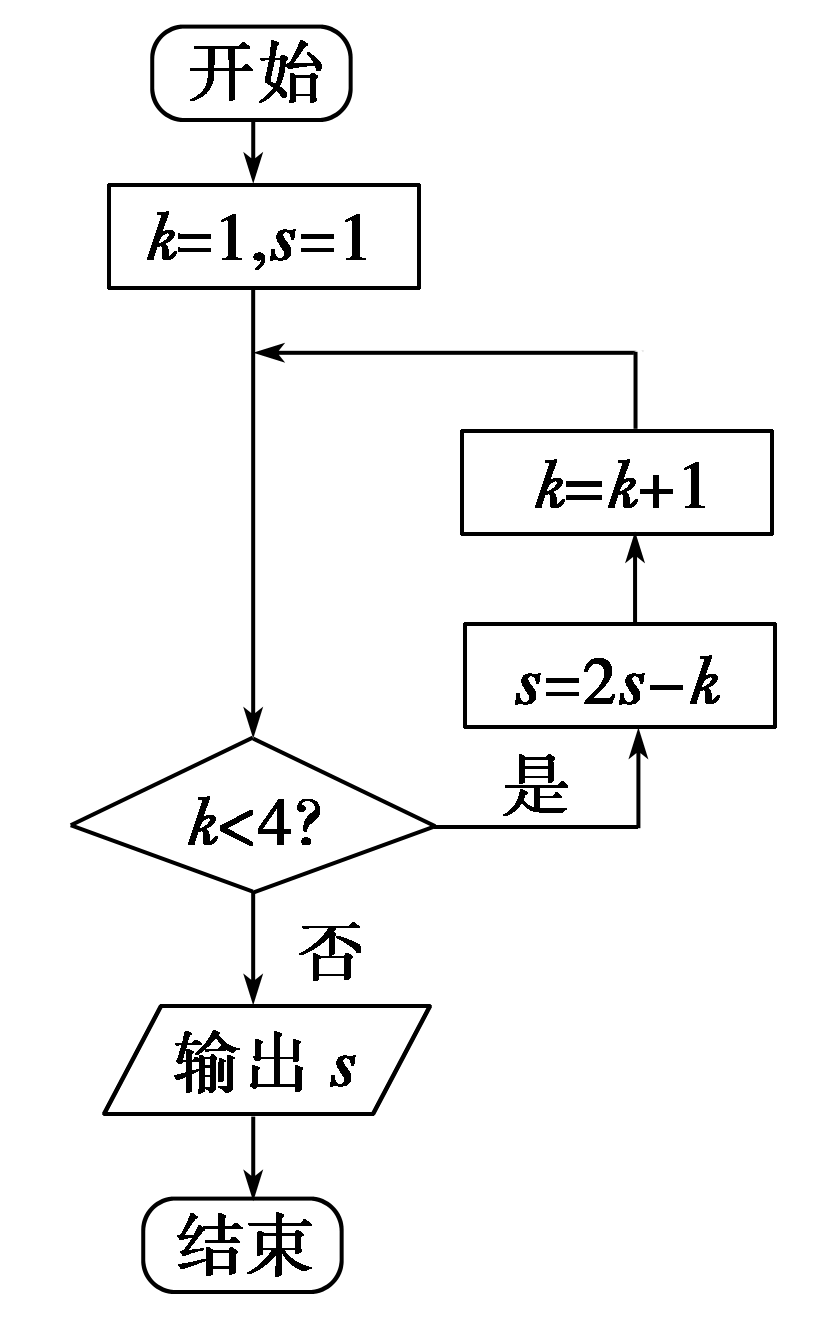 开始
k=1,s=1
k=k+1
s=2s-k
是
k<4?
否
输出 s
结束